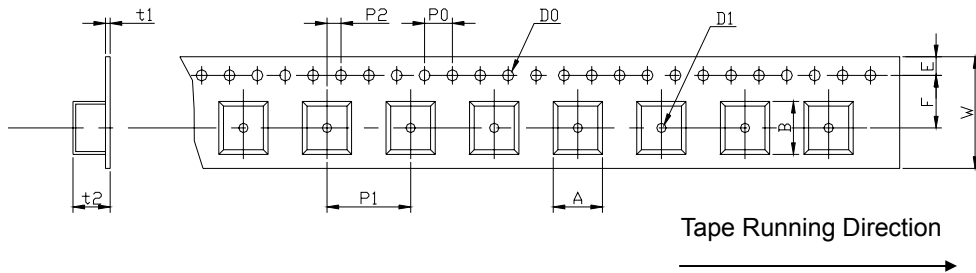 t1 P2 P0 D0 D1
E
F
W
B
t2 P1 A
Tape Running Direction